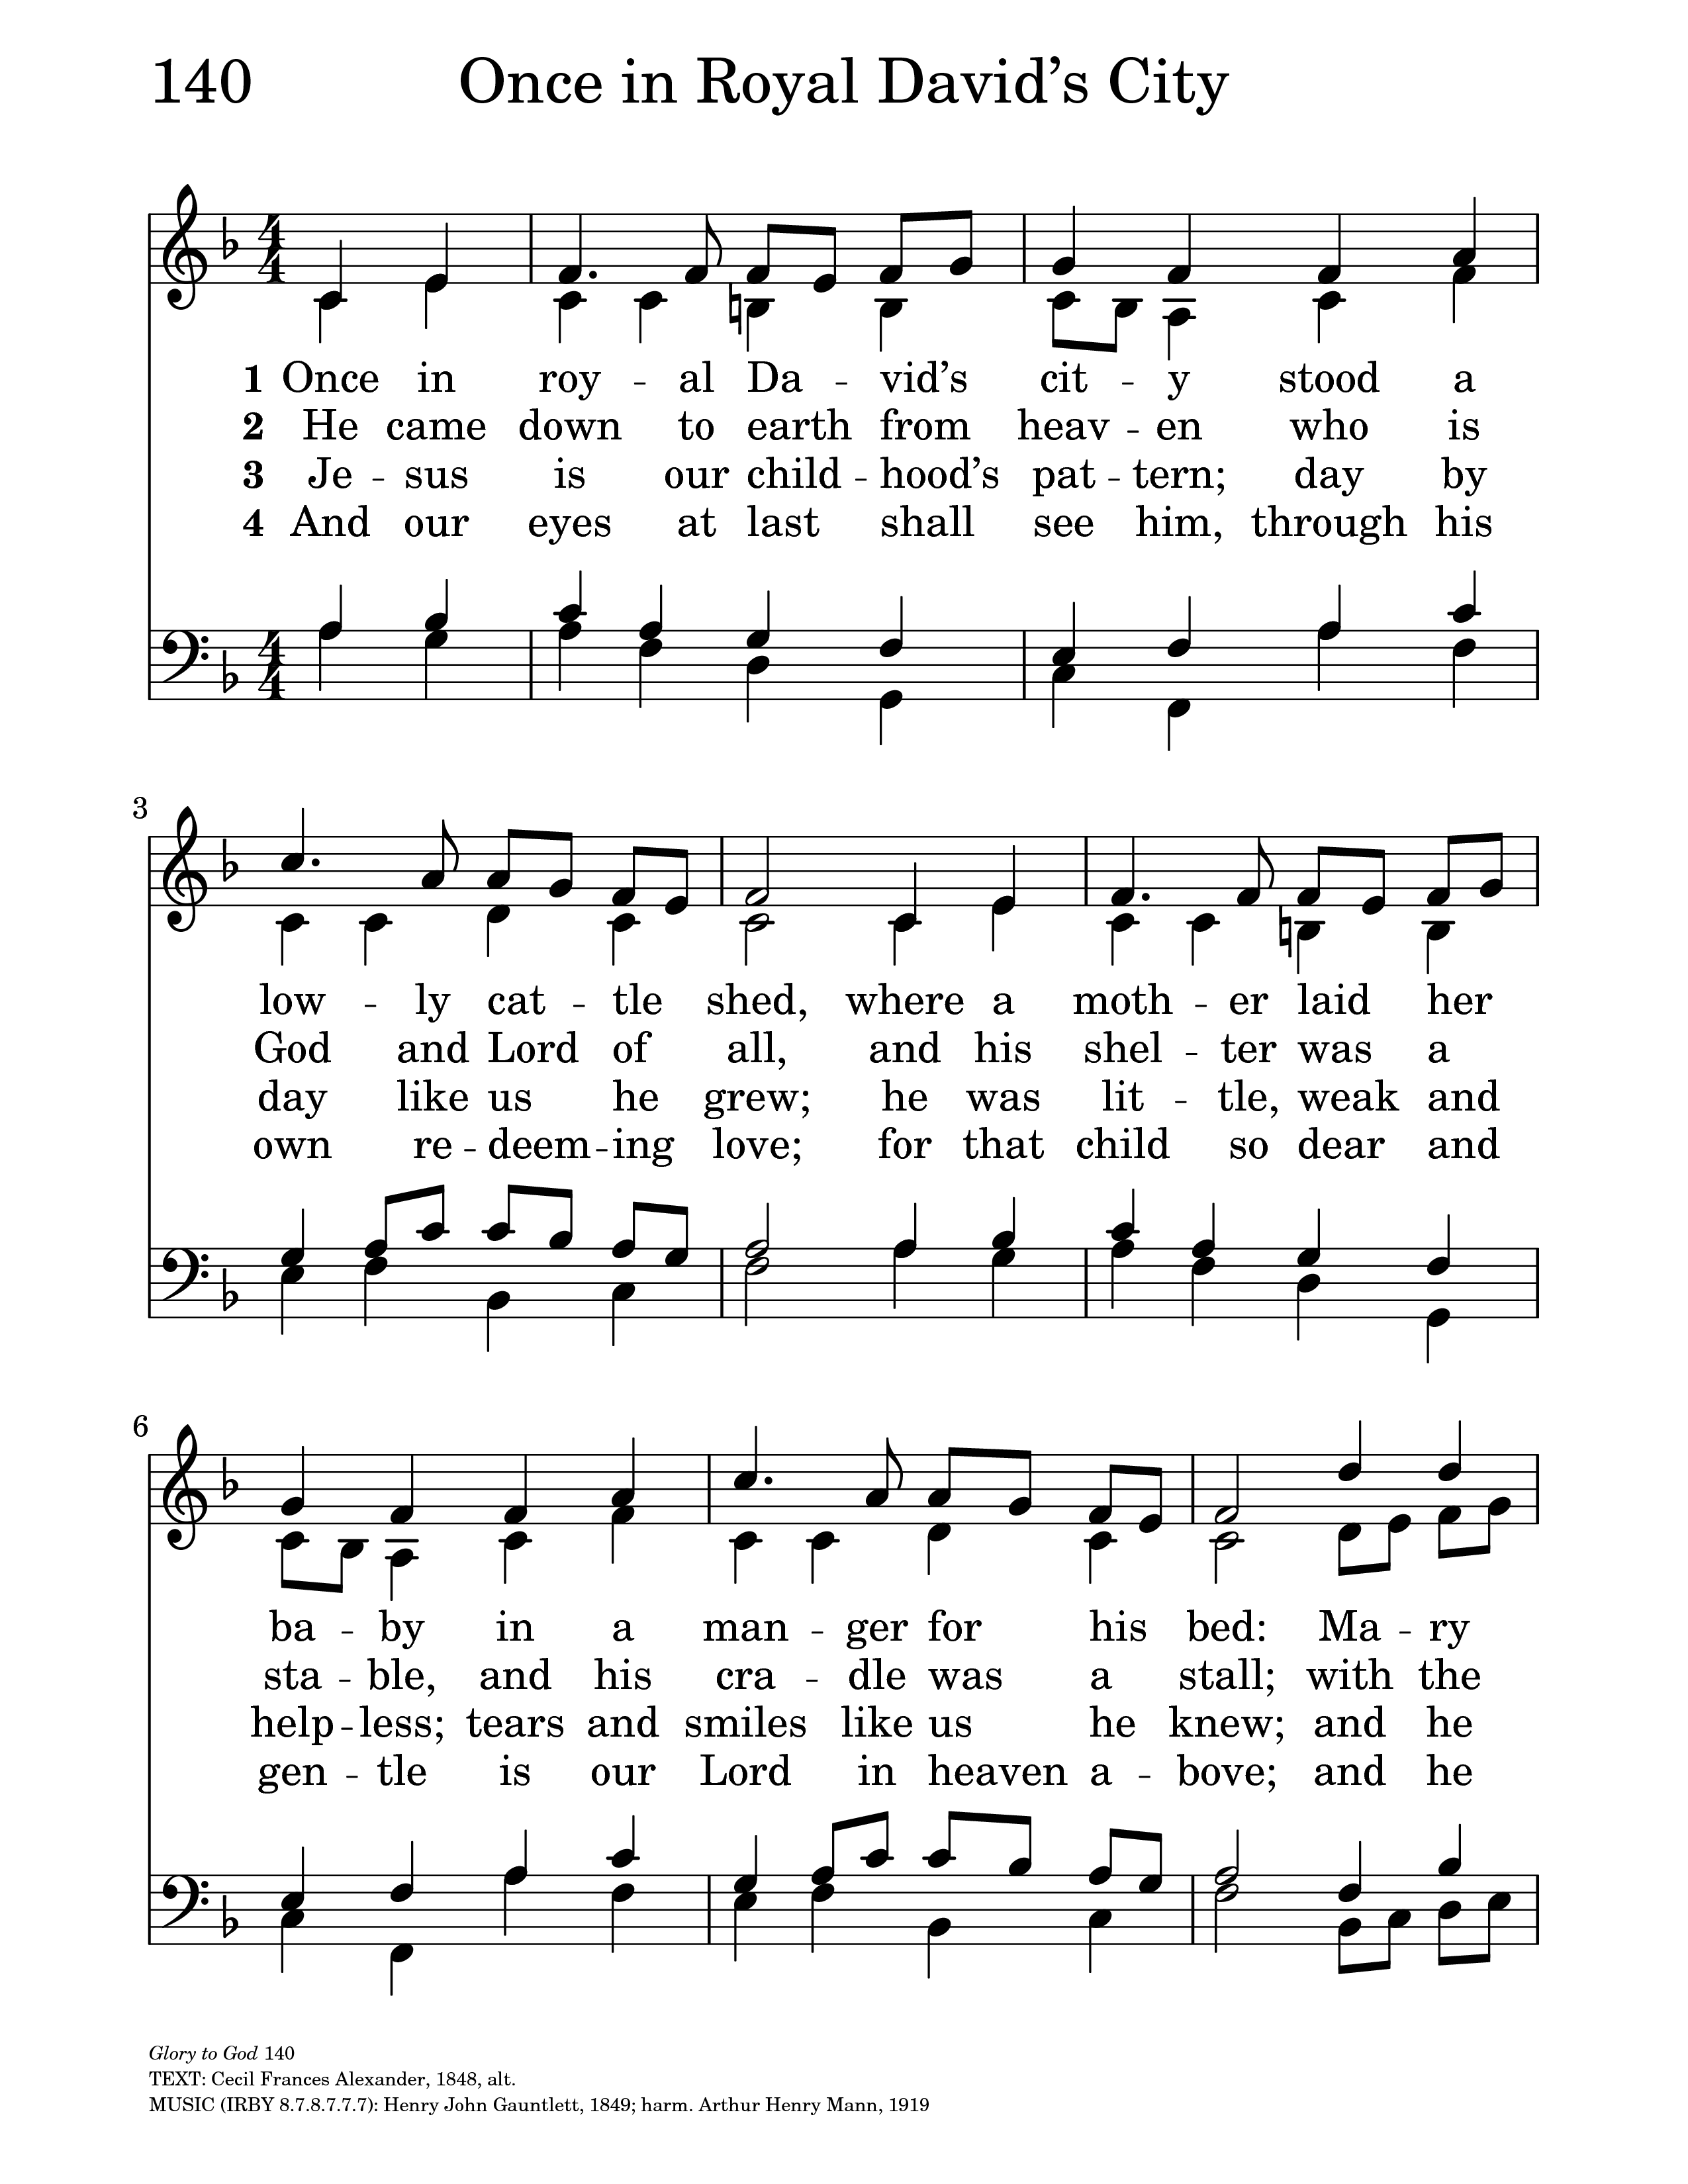 140 Once in Royal David’s City
4
4
1 Once in roy - al Da - vid’s cit - y stood a
2 He came down to earth from heav - en who is
3 Je - sus is our child - hood’s pat - tern; day by
4 And our eyes at last shall see him, through his
4
4
3
low - ly cat - tle shed, where a moth - er laid her
God and Lord of all, and his shel - ter was a
day like us he grew; he was lit - tle, weak and
own re - deem - ing love; for that child so dear and
6
ba - by in a man - ger for his bed: Ma - ry
sta - ble, and his cra - dle was a stall; with the
help - less; tears and smiles like us he knew; and he
gen - tle is our Lord in heaven a - bove; and he
Glory to God 140
TEXT: Cecil Frances Alexander, 1848, alt.
MUSIC (IRBY 8.7.8.7.7.7): Henry John Gauntlett, 1849; harm. Arthur Henry Mann, 1919